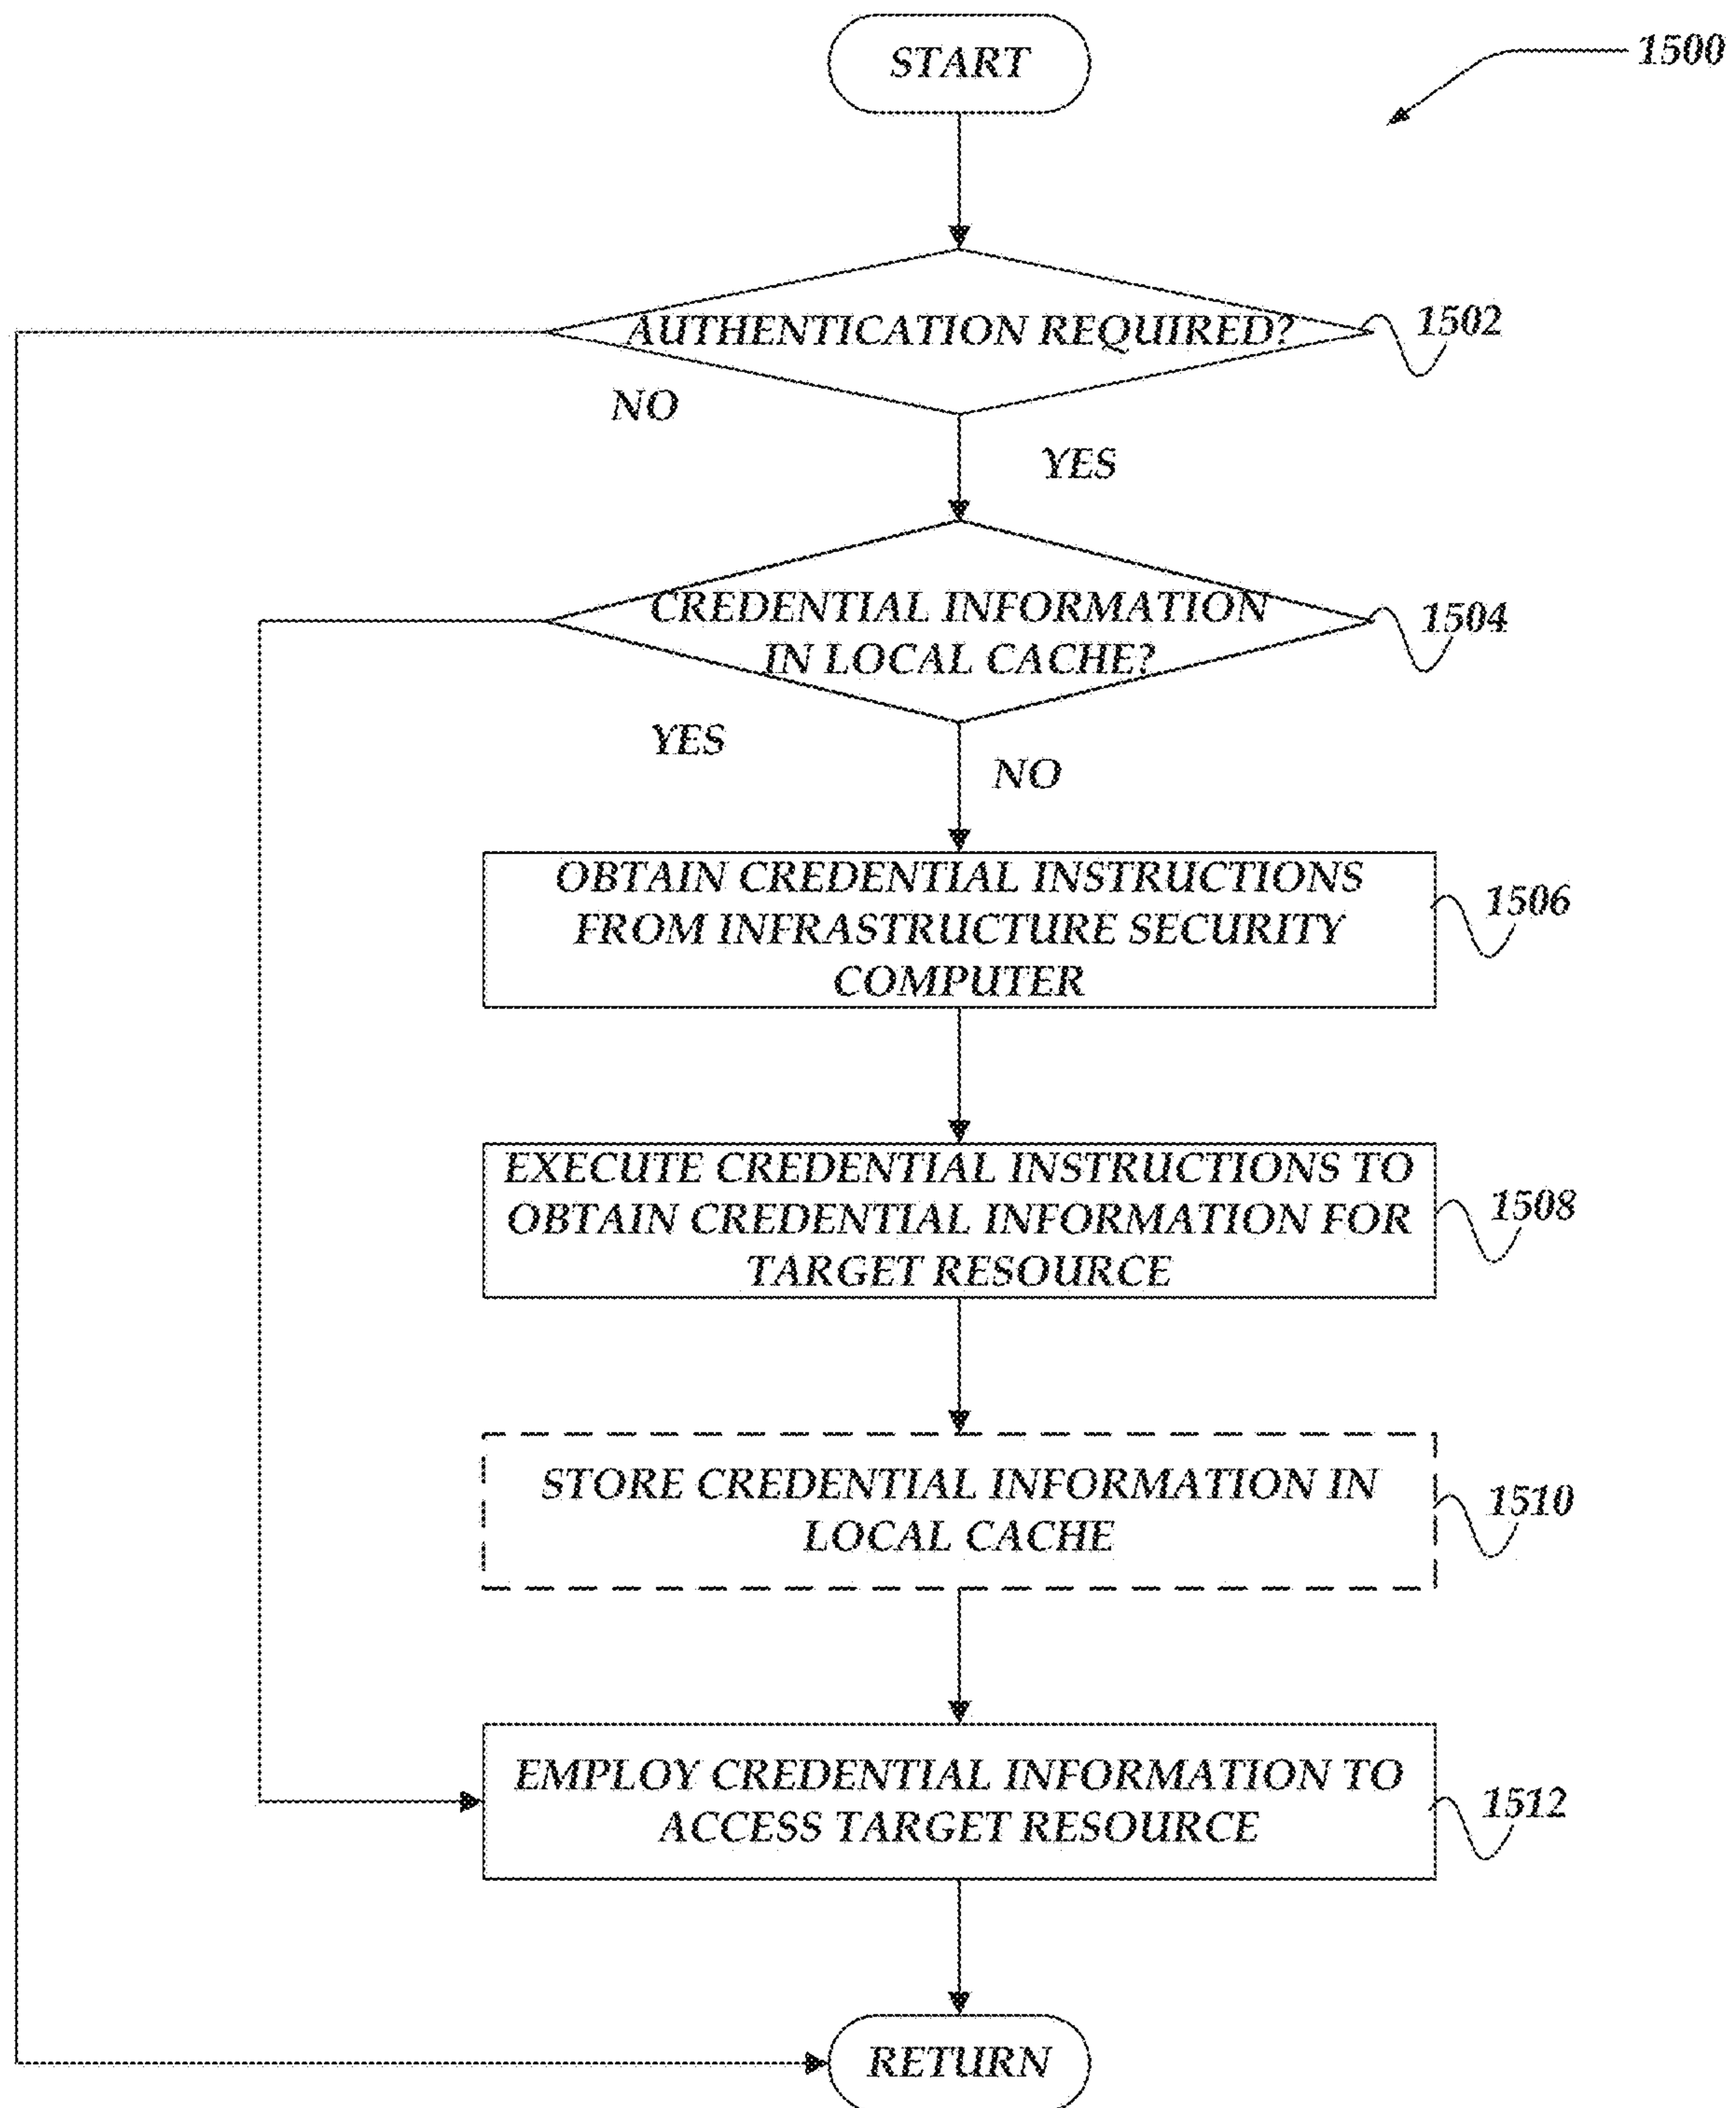 START
1500
AUTHENTICATION REQUIRED?
1502
NO
YES
CREDENTIAL INFORMATION
IN LOCAL CACHE?
1504
YES
NO
OBTAIN CREDENTIAL INSTRUCTIONS
FROM INFRASTRUCTURE SECURITY
COMPUTER
1506
EXECUTE CREDENTIAL INSTRUCTIONS TO
OBTAIN CREDENTIAL INFORMATION FOR
TARGET RESOURCE
1508
STORE CREDENTIAL INFORMATION IN
LOCAL CACHE
1510
EMPLOY CREDENTIAL INFORMATION TO
ACCESS TARGET RESOURCE
1512
RETURN